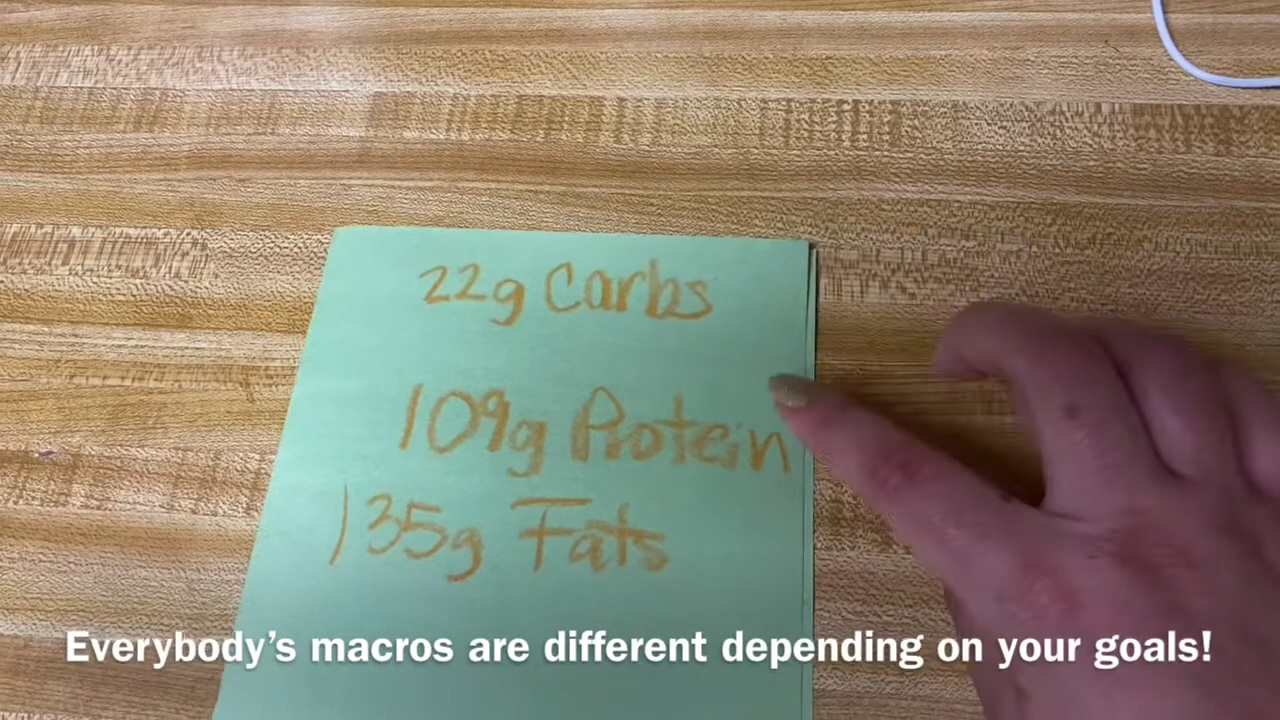 22g Carbs
109g Protein
135g Fats
Everybody's macros are different depending on your goals!